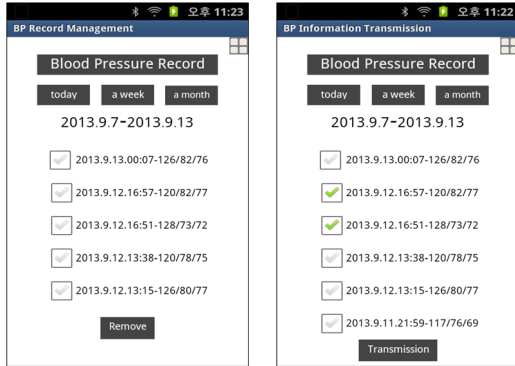 오후 11:23
BP Record Management
Blood Pressure Record
today a week a month
2013.9.7-2013.9.13
2013.9.13.00:07-126/82/76
2013.9.12.16:57-120/82/77
2013.9.12.16:51-128/73/72
2013.9.12.13:38-120/78/75
2013.9.12.13:15-126/80/77
Remove
오후 11:22
BP Information Transmission
Blood Pressure Record
today a week a month
2013.9.7-2013.9.13
2013.9.13.00:07-126/82/76
2013.9.12.16:57-120/82/77
2013.9.12.16:51-128/73/72
2013.9.12.13:38-120/78/75
2013.9.12.13:15-126/80/77
2013.9.11.21:59-117/76/69
Transmission